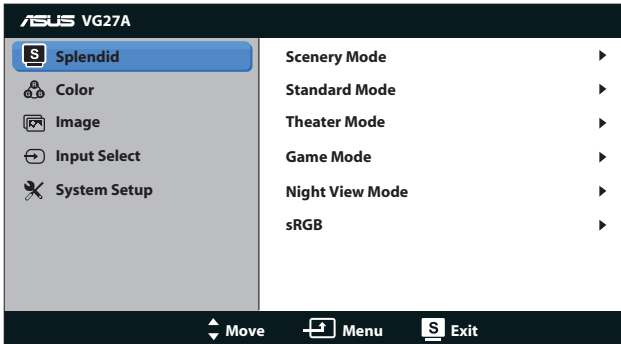 ASUS VG27A
S Splendid
Color
Image
Input Select
System Setup
Scenery Mode
Standard Mode
Theater Mode
Game Mode
Night View Mode
sRGB
Move Menu S Exit